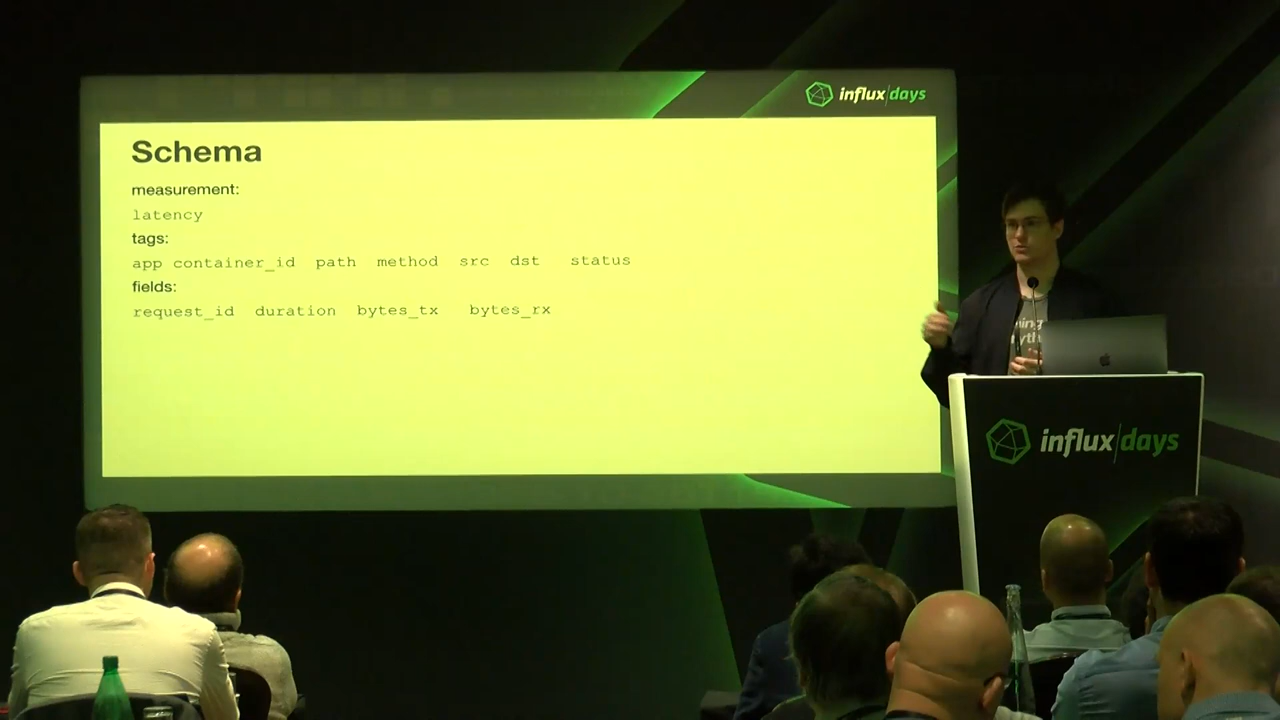 influx|days
Schema
measurement:
latency
tags:
app container_id path method src dst status
fields:
request_id duration bytes_tx bytes_rx
influx|days